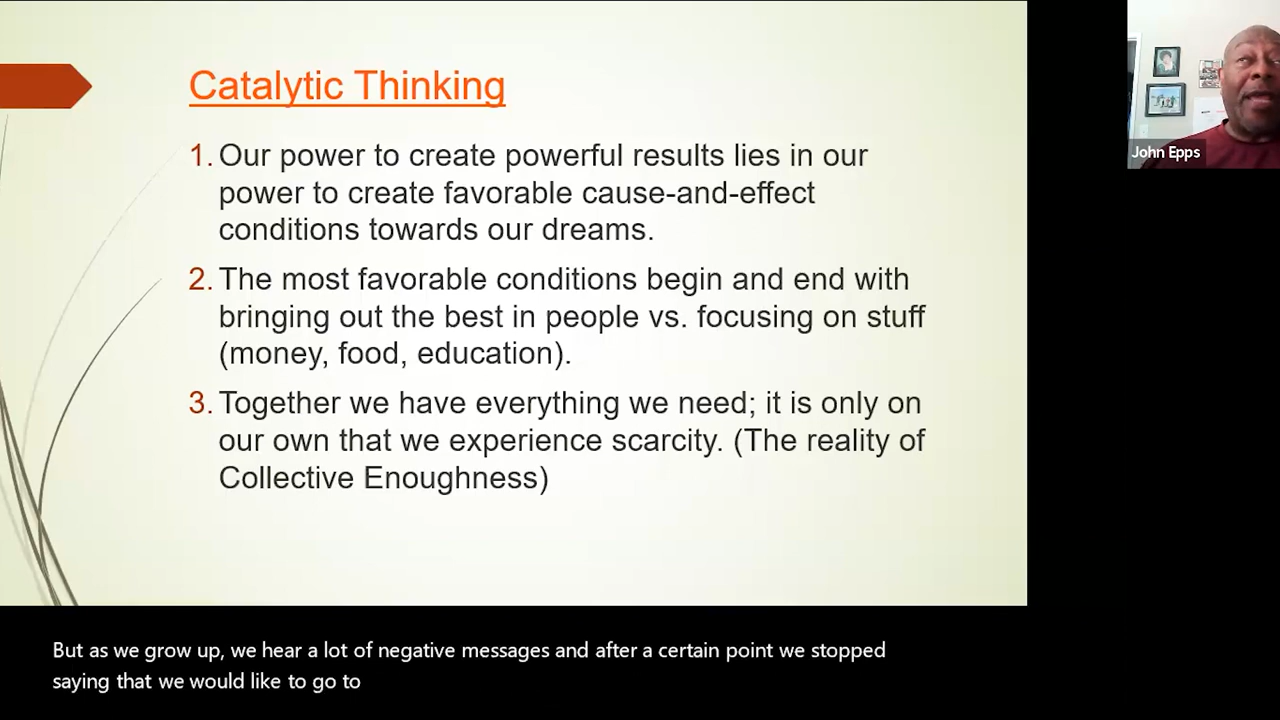 Catalytic Thinking
1. Our power to create powerful results lies in our
power to create favorable cause-and-effect
conditions towards our dreams.
2. The most favorable conditions begin and end with
bringing out the best in people vs. focusing on stuff
(money, food, education).
3. Together we have everything we need; it is only on
our own that we experience scarcity. (The reality of
Collective Enoughness)
John Epps
But as we grow up, we hear a lot of negative messages and after a certain point we stopped
saying that we would like to go to